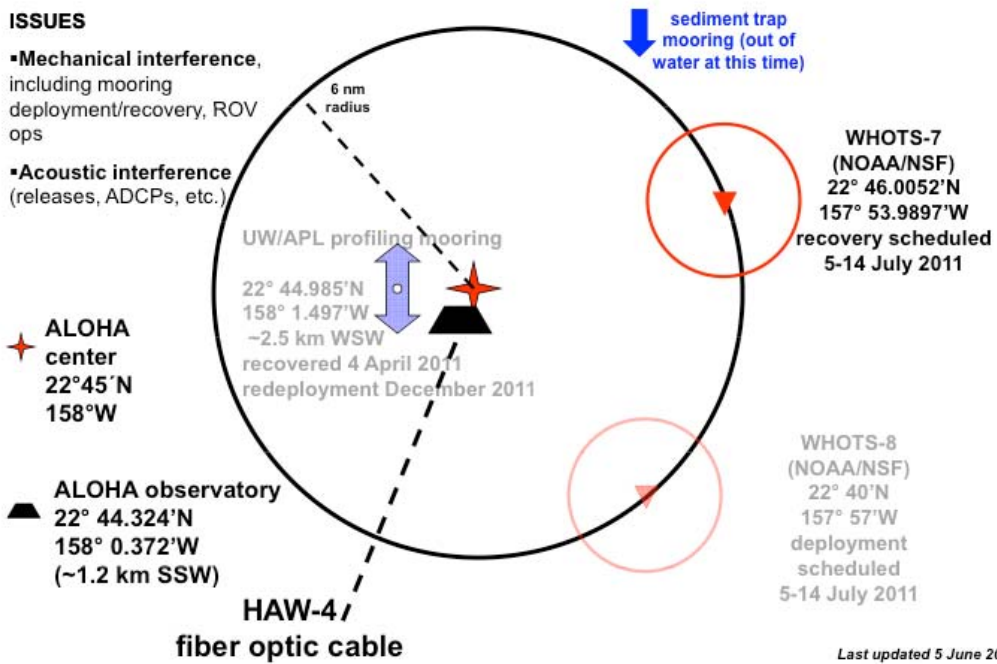 ISSUES
▪Mechanical interference,
including mooring
deployment/recovery, ROV
ops
▪Acoustic interference
(releases, ADCPs, etc.)
6 nm
radius
sediment trap
mooring (out of
water at this time)
WHOTS-7
(NOAA/NSF)
22° 46.0052'N
157° 53.9897'W
recovery scheduled
5-14 July 2011
UW/APL profiling mooring
22° 44.985'N
158° 1.497'W
~2.5 km WSW
recovered 4 April 2011
redeployment December 2011
ALOHA
center
22°45´N
158°W
ALOHA observatory
22° 44.324'N
158° 0.372'W
(~1.2 km SSW)
WHOTS-8
(NOAA/NSF)
22° 40'N
157° 57'W
deployment
scheduled
5-14 July 2011
HAW-4
fiber optic cable
Last updated 5 June